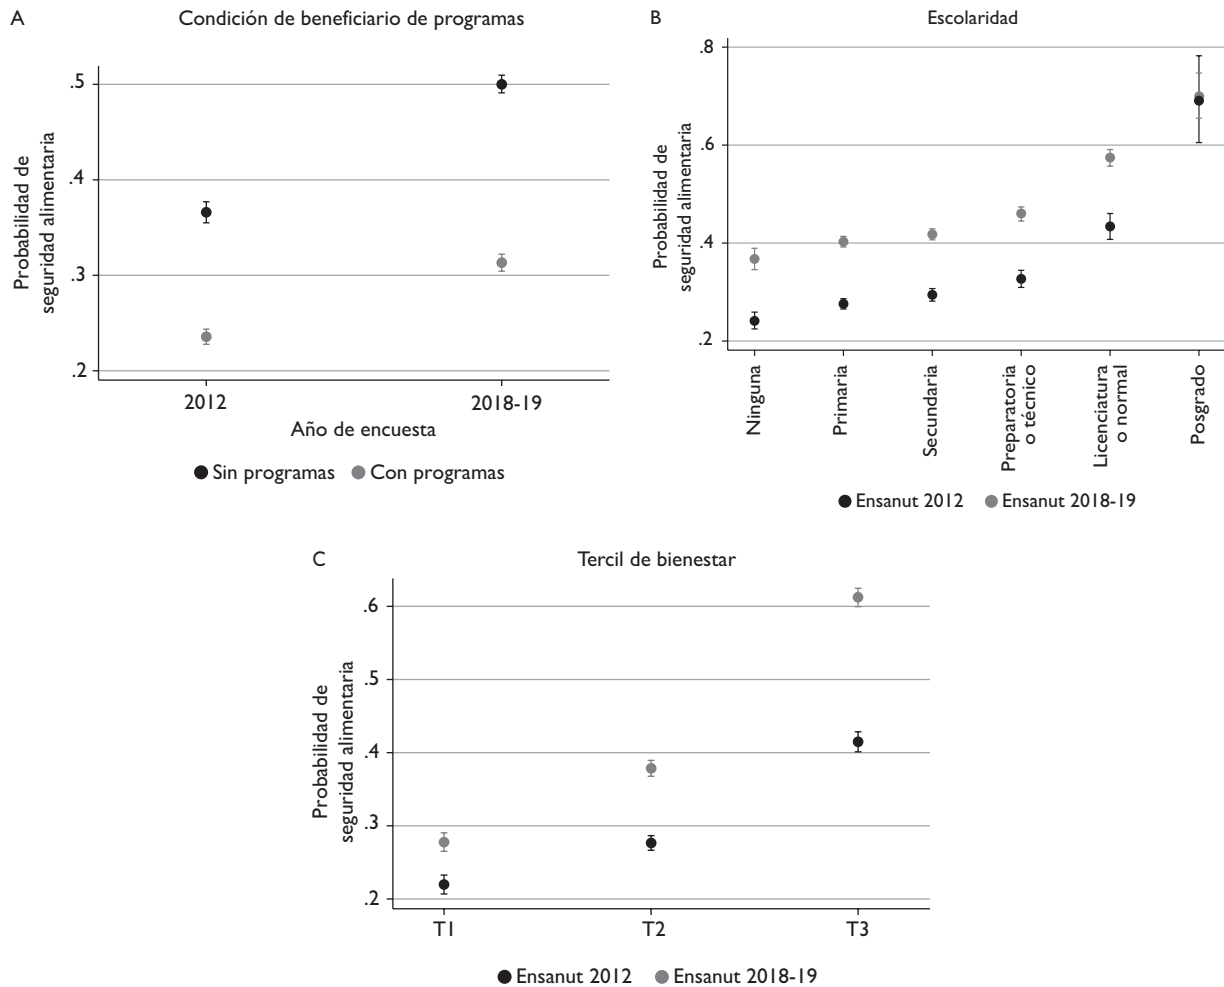 A
Condición de beneficiario de programas
Probabilidad de
seguridad alimentaria
.5
.4
.3
.2
2012
2018-19
Año de encuesta
Sin programas
Con programas
B
Escolaridad
Probabilidad de
seguridad alimentaria
.8
.6
.4
.2
Ninguna
Primaria
Secundaria
Preparatoria
o técnico
Licenciatura
o normal
Posgrado
Ensanut 2012
Ensanut 2018-19
C
Tercil de bienestar
Probabilidad de
seguridad alimentaria
.6
.5
.4
.3
.2
T1
T2
T3
Ensanut 2012
Ensanut 2018-19